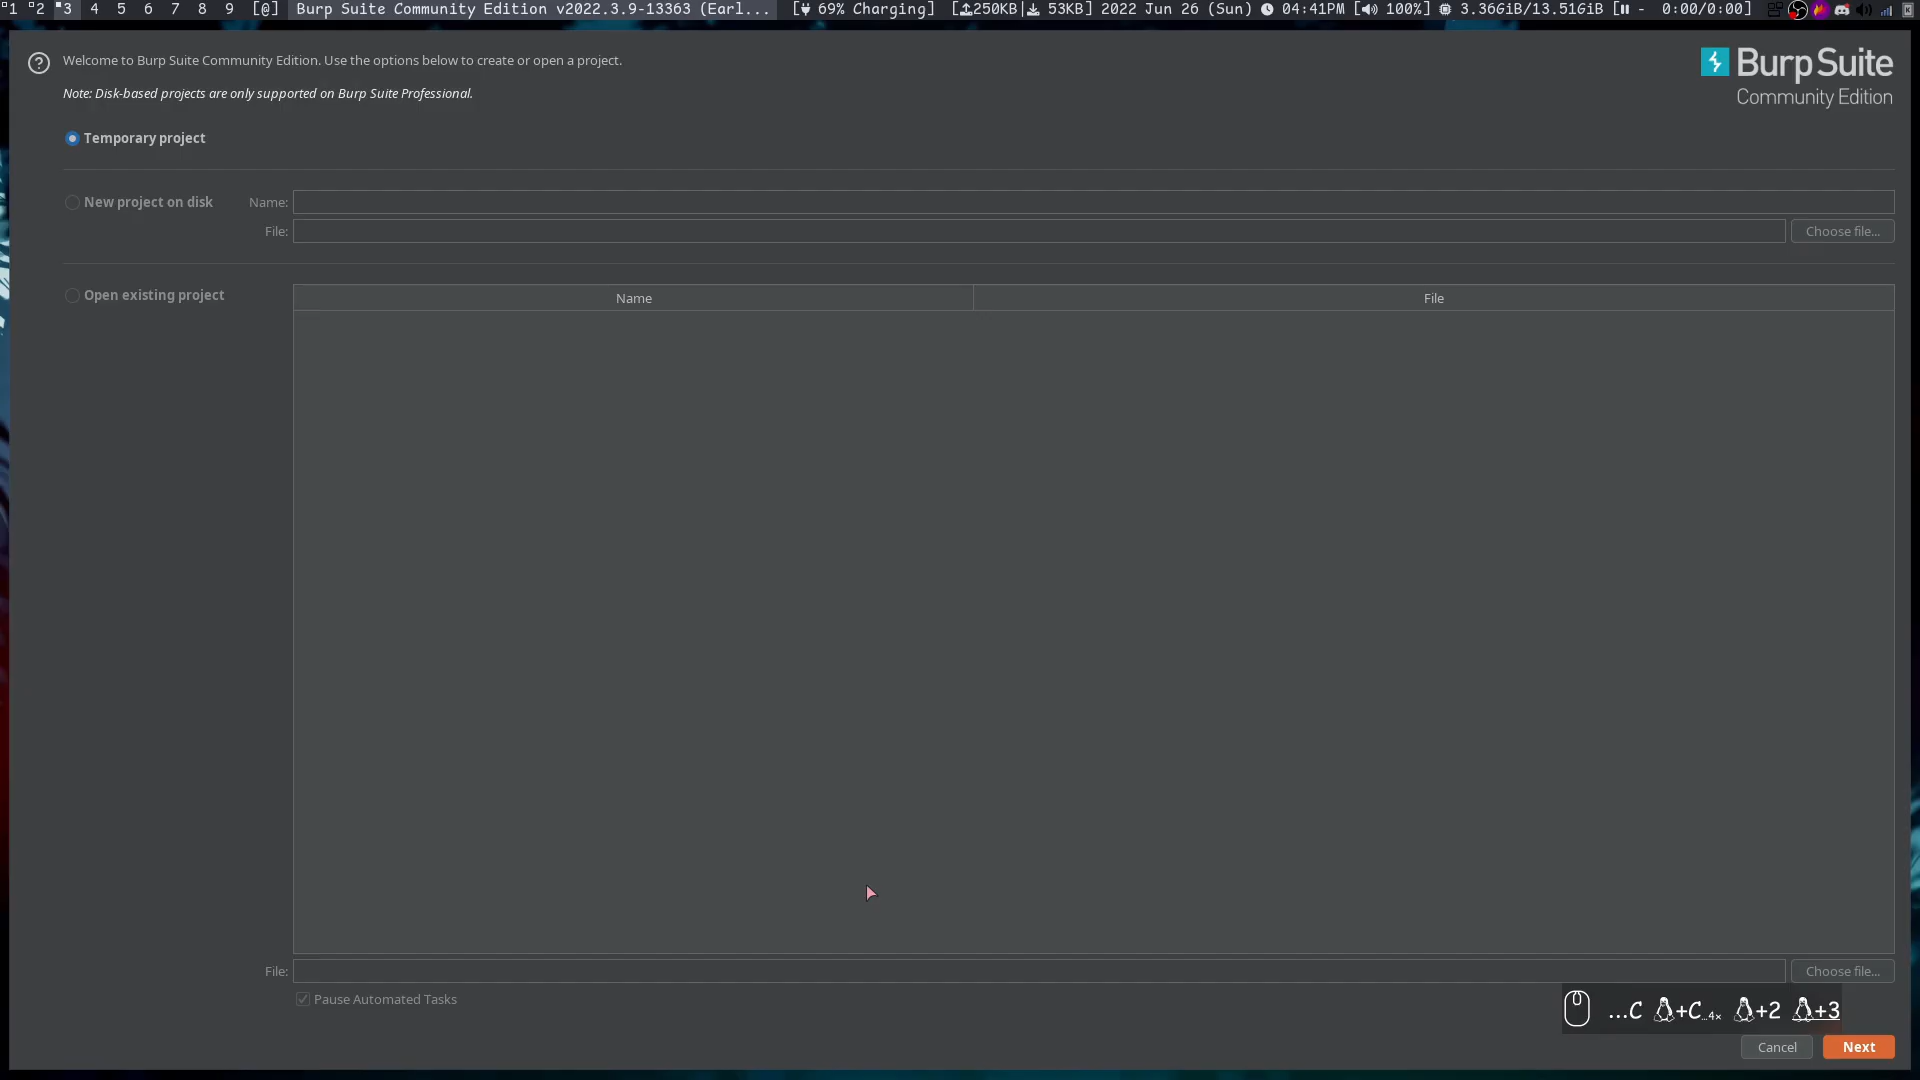 1 2 3 4 5 6 7 8 9 [@] Burp Suite Community Edition v2022.3.9-13363 (Earl... [ 69% Charging] [250KB| 53KB] 2022 Jun 26 (Sun) 04:41PM [ 100%] 3.36GiB/13.51GiB [ - 0:00/0:00]
Welcome to Burp Suite Community Edition. Use the options below to create or open a project.
Note: Disk-based projects are only supported on Burp Suite Professional.
Burp Suite
Community Edition
Temporary project
New project on disk Name:
File: Choose file...
Open existing project Name File
File: Choose file...
Pause Automated Tasks
...C +C...4x +2 +3
Cancel Next